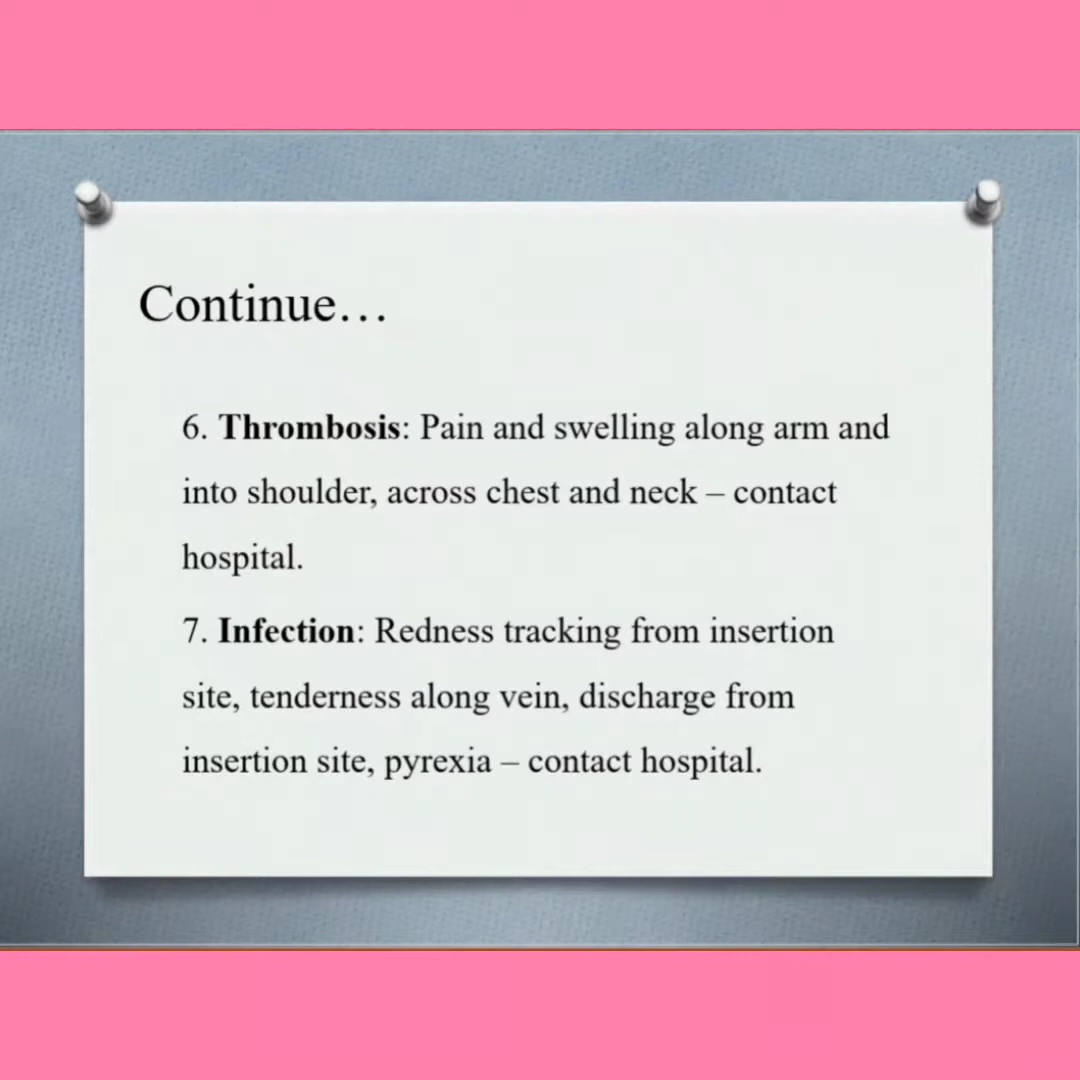 Continue…
6. Thrombosis: Pain and swelling along arm and
into shoulder, across chest and neck – contact
hospital.
7. Infection: Redness tracking from insertion
site, tenderness along vein, discharge from
insertion site, pyrexia – contact hospital.